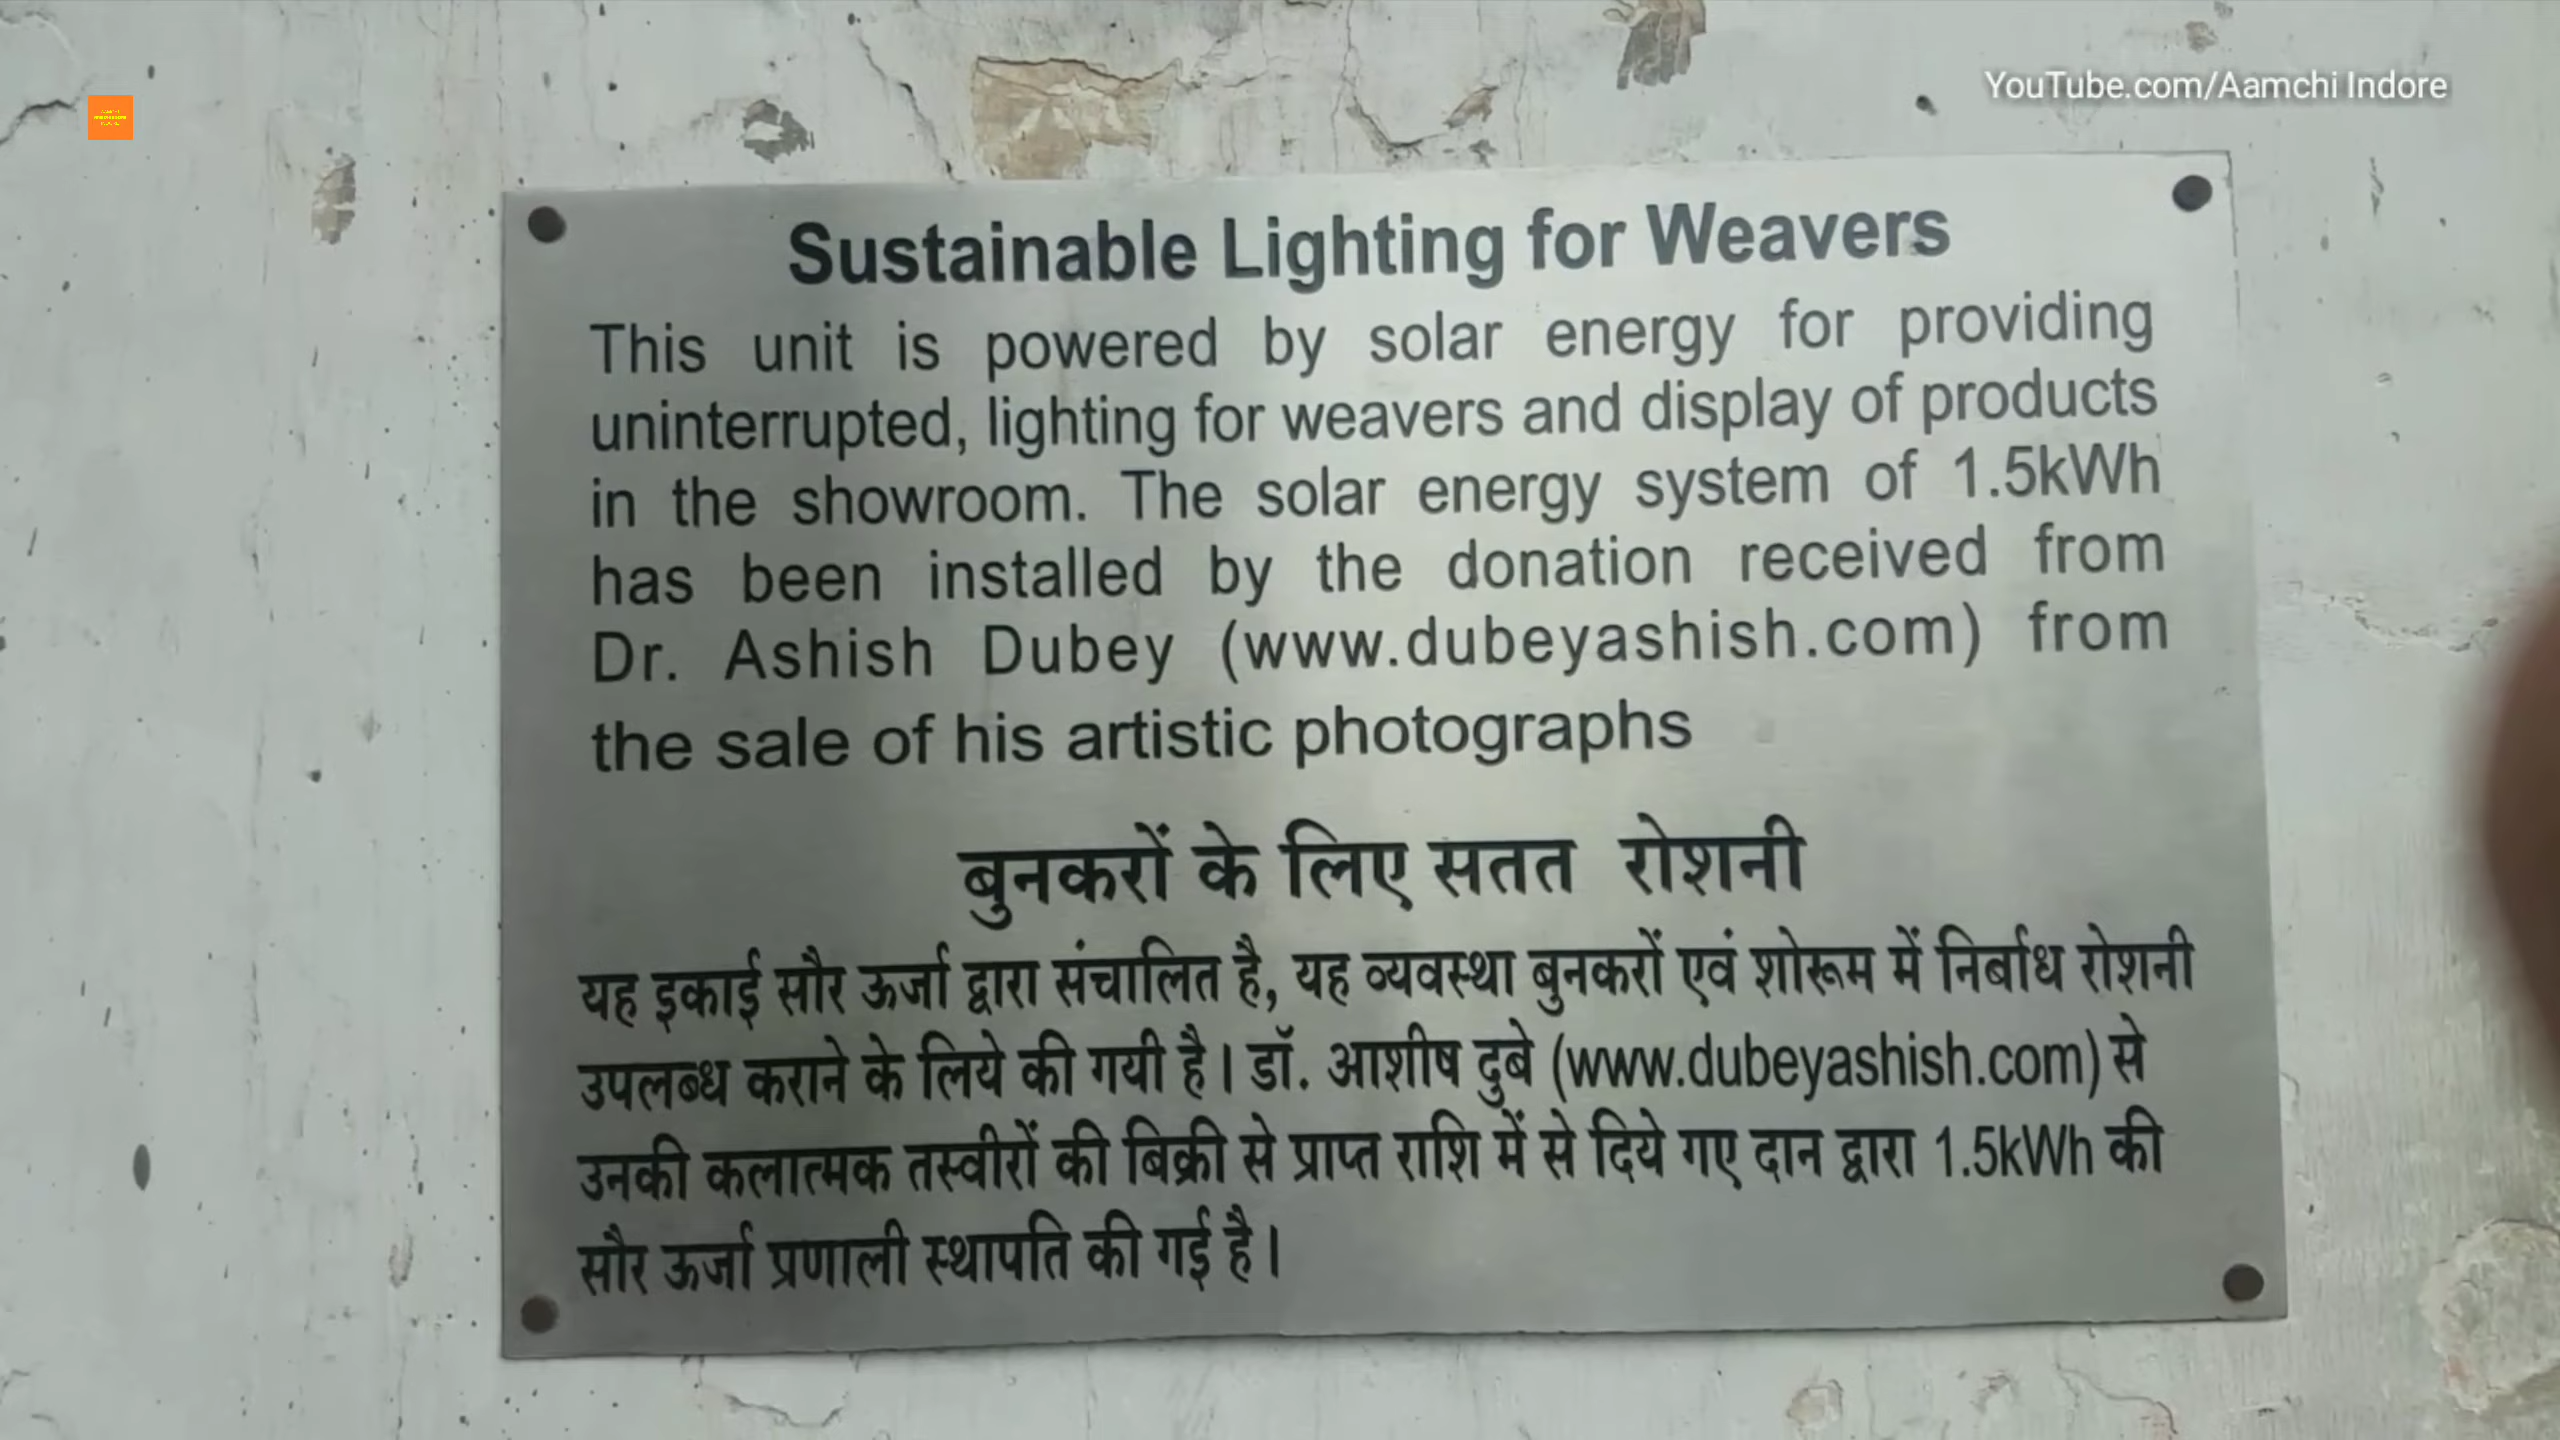 YouTube.com/Aamchi Indore
Sustainable Lighting for Weavers
This unit is powered by solar energy for providing
uninterrupted, lighting for weavers and display of products
in the showroom. The solar energy system of 1.5kWh
has been installed by the donation received from
Dr. Ashish Dubey (www.dubeyashish.com) from
the sale of his artistic photographs
बुनकरों के लिए सतत रोशनी
यह इकाई सौर ऊर्जा द्वारा संचालित है, यह व्यवस्था बुनकरों एवं शोरूम में निर्बाध रोशनी
उपलब्ध कराने के लिये की गयी है। डॉ. आशीष दुबे (www.dubeyashish.com) से
उनकी कलात्मक तस्वीरों की बिक्री से प्राप्त राशि में से दिये गए दान द्वारा 1.5kWh की
सौर ऊर्जा प्रणाली स्थापति की गई है।